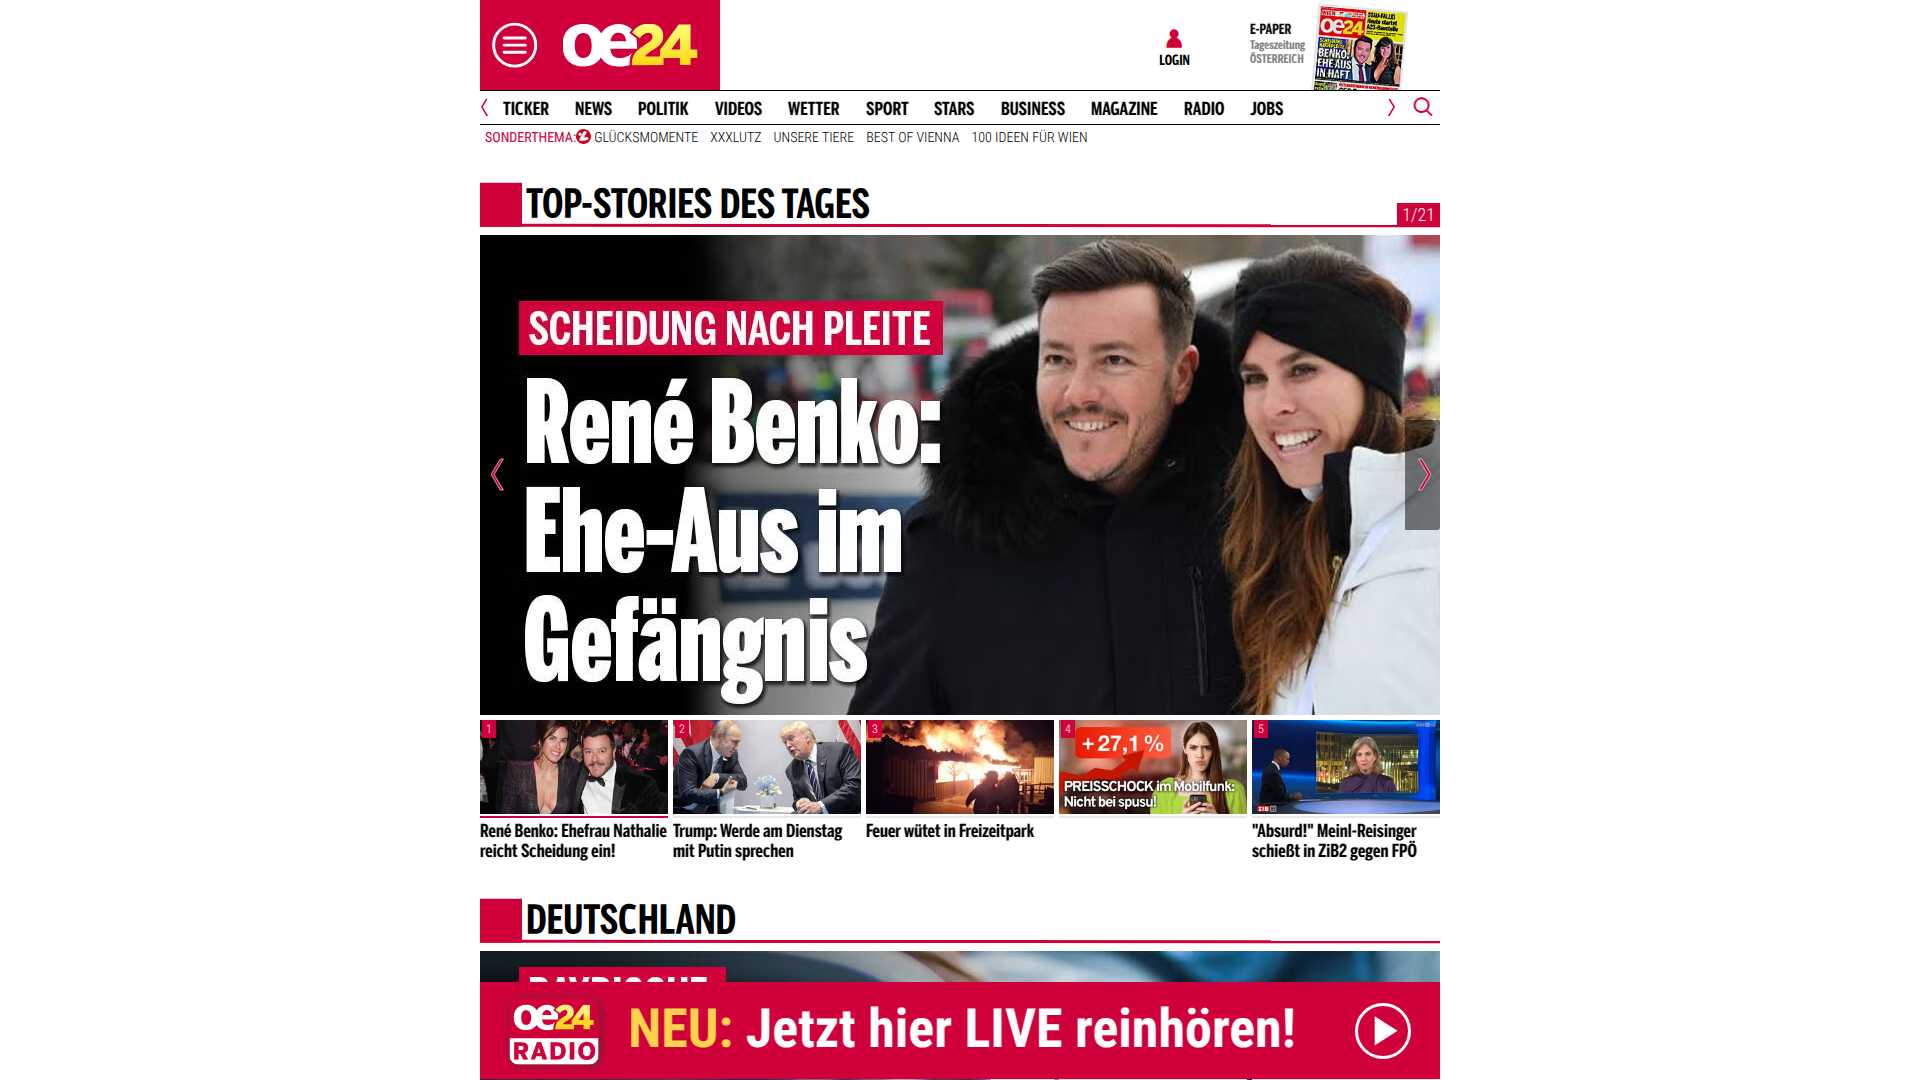 oe24
LOGIN
E-PAPER
Tageszeitung
ÖSTERREICH
oe24
BENKO:
EHE AUS
IN HAFT
TICKER NEWS POLITIK VIDEOS WETTER SPORT STARS BUSINESS MAGAZINE RADIO JOBS
SONDERTHEMA: GLÜCKSMOMENTE XXXLUTZ UNSERE TIERE BEST OF VIENNA 100 IDEEN FÜR WIEN
TOP-STORIES DES TAGES
1/21
SCHEIDUNG NACH PLEITE
René Benko:
Ehe-Aus im
Gefängnis
1
2
3
4
5
+27,1 %
PREISSCHOCK im Mobilfunk:
Nicht bei spusu!
René Benko: Ehefrau Nathalie
reicht Scheidung ein!
Trump: Werde am Dienstag
mit Putin sprechen
Feuer wütet in Freizeitpark
"Absurd!" Meinl-Reisinger
schießt in ZiB2 gegen FPÖ
DEUTSCHLAND
BAYRISCHE
oe24
RADIO
NEU: Jetzt hier LIVE reinhören!